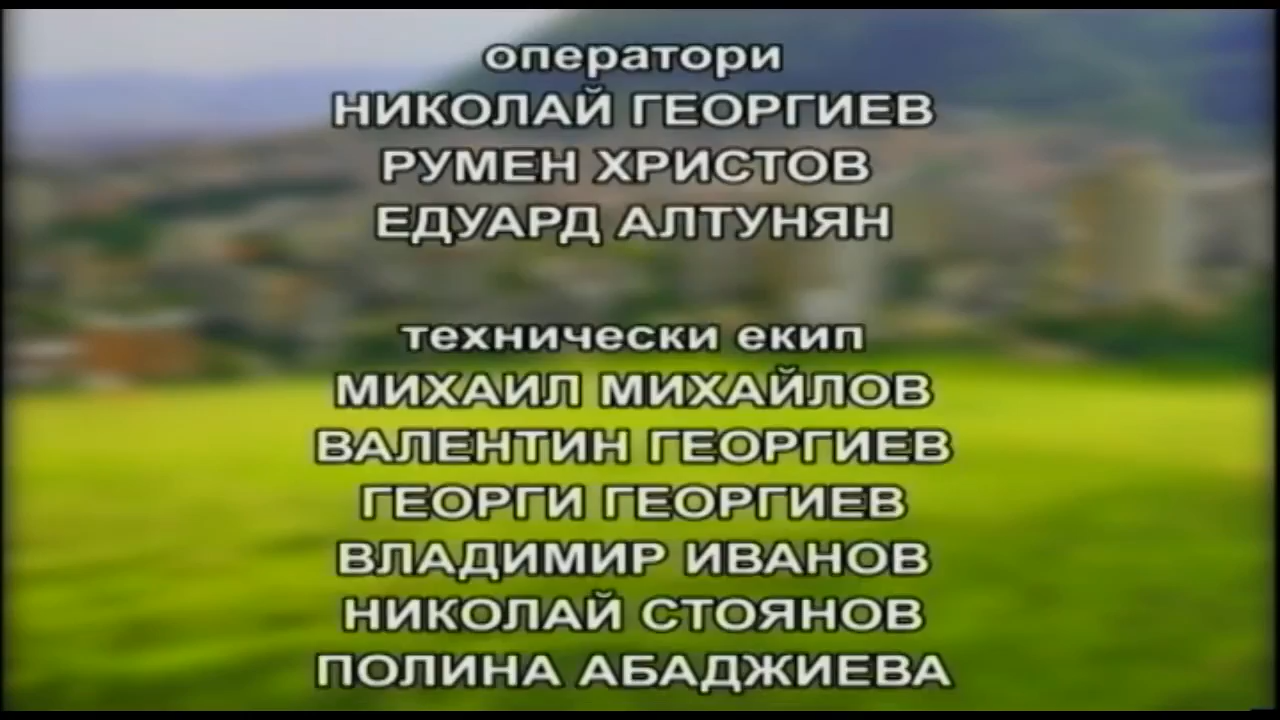 оператори
НИКОЛАЙ ГЕОРГИЕВ
РУМЕН ХРИСТОВ
ЕДУАРД АЛТУНЯН
технически екип
МИХАИЛ МИХАЙЛОВ
ВАЛЕНТИН ГЕОРГИЕВ
ГЕОРГИ ГЕОРГИЕВ
ВЛАДИМИР ИВАНОВ
НИКОЛАЙ СТОЯНОВ
ПОЛИНА АБАДЖИЕВА